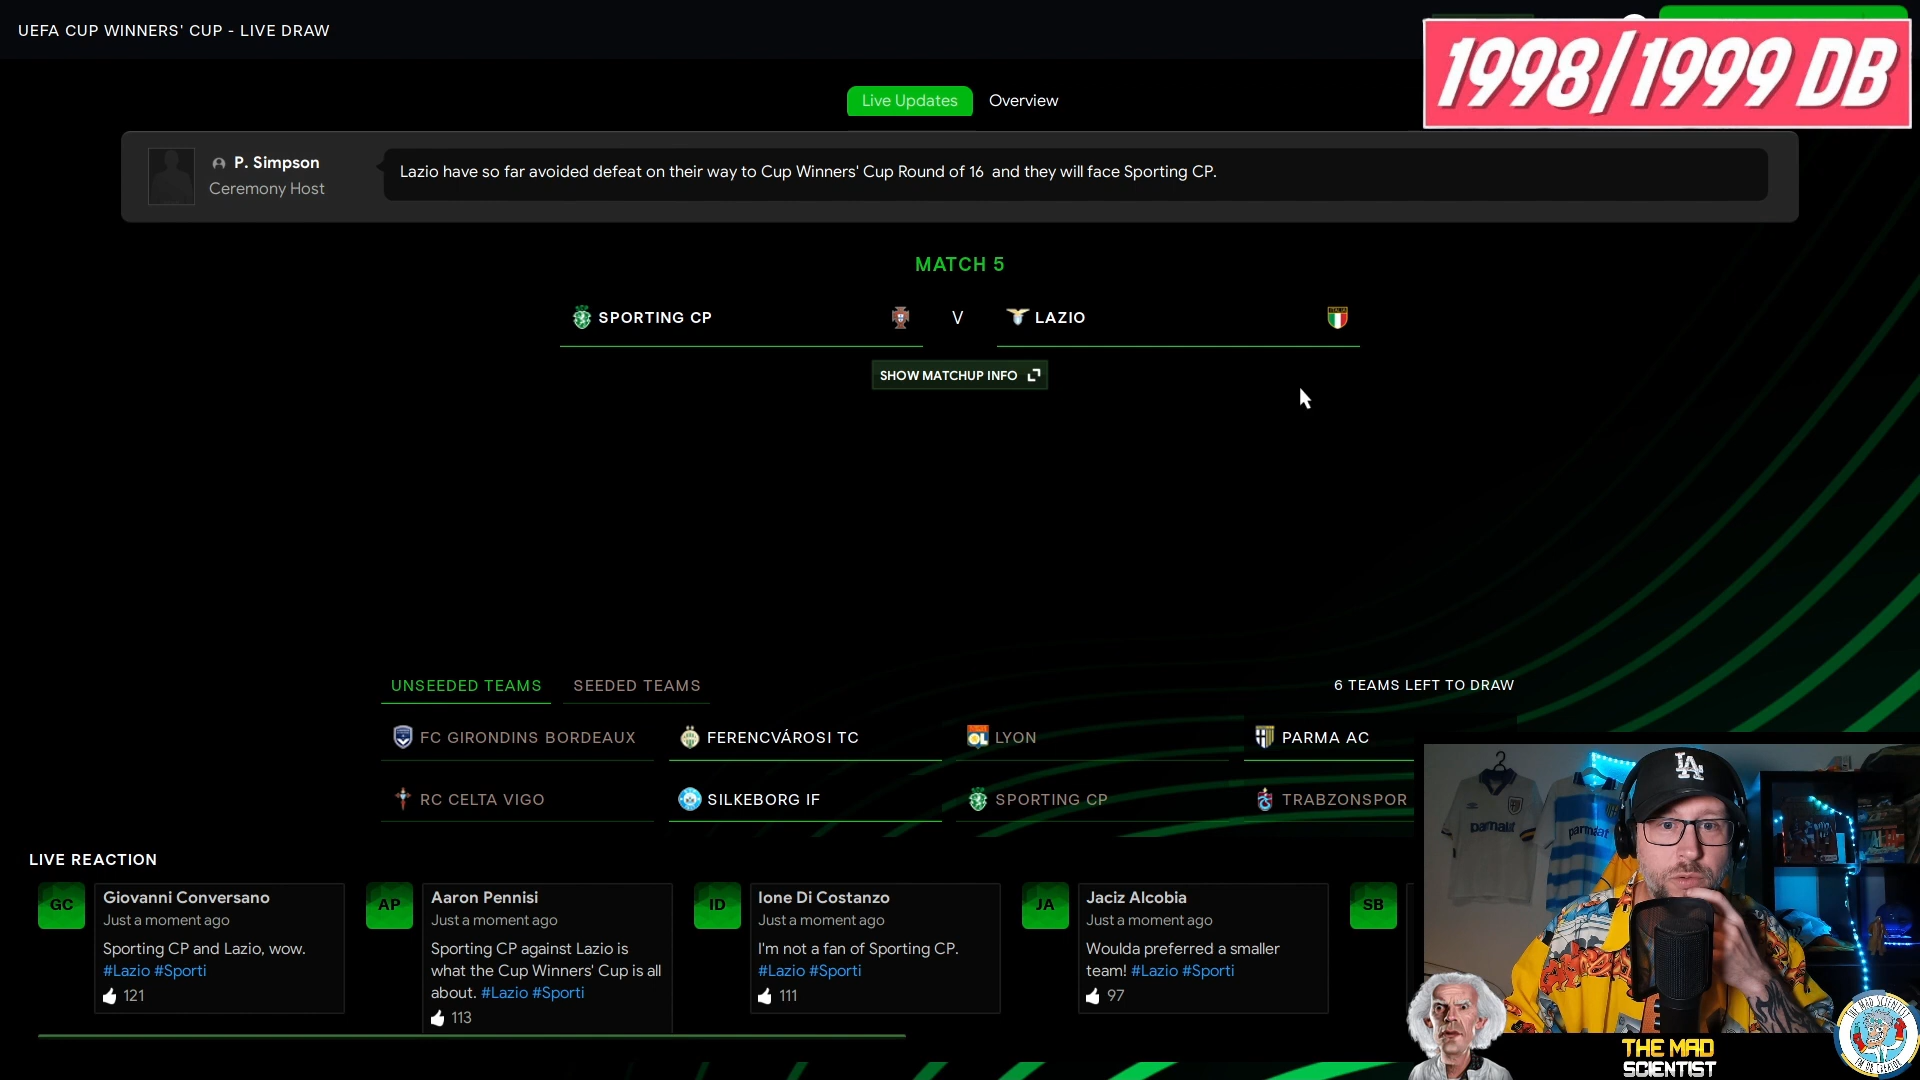 UEFA CUP WINNERS' CUP - LIVE DRAW
1998/1999 DB
Live Updates
Overview
P. Simpson
Ceremony Host
Lazio have so far avoided defeat on their way to Cup Winners' Cup Round of 16 and they will face Sporting CP.
MATCH 5
SPORTING CP
V
LAZIO
SHOW MATCHUP INFO
UNSEEDED TEAMS
SEEDED TEAMS
6 TEAMS LEFT TO DRAW
FC GIRONDINS BORDEAUX
FERENCVÁROSI TC
LYON
PARMA AC
RC CELTA VIGO
SILKEBORG IF
SPORTING CP
TRABZONSPOR
LIVE REACTION
GC
Giovanni Conversano
Just a moment ago
Sporting CP and Lazio, wow.
#Lazio #Sporti
121
AP
Aaron Pennisi
Just a moment ago
Sporting CP against Lazio is
what the Cup Winners' Cup is all
about. #Lazio #Sporti
113
ID
Ione Di Costanzo
Just a moment ago
I'm not a fan of Sporting CP.
#Lazio #Sporti
111
JA
Jaciz Alcobia
Just a moment ago
Woulda preferred a smaller
team! #Lazio #Sporti
97
SB
LA
parmalat
parmalat
THE MAD
SCIENTIST